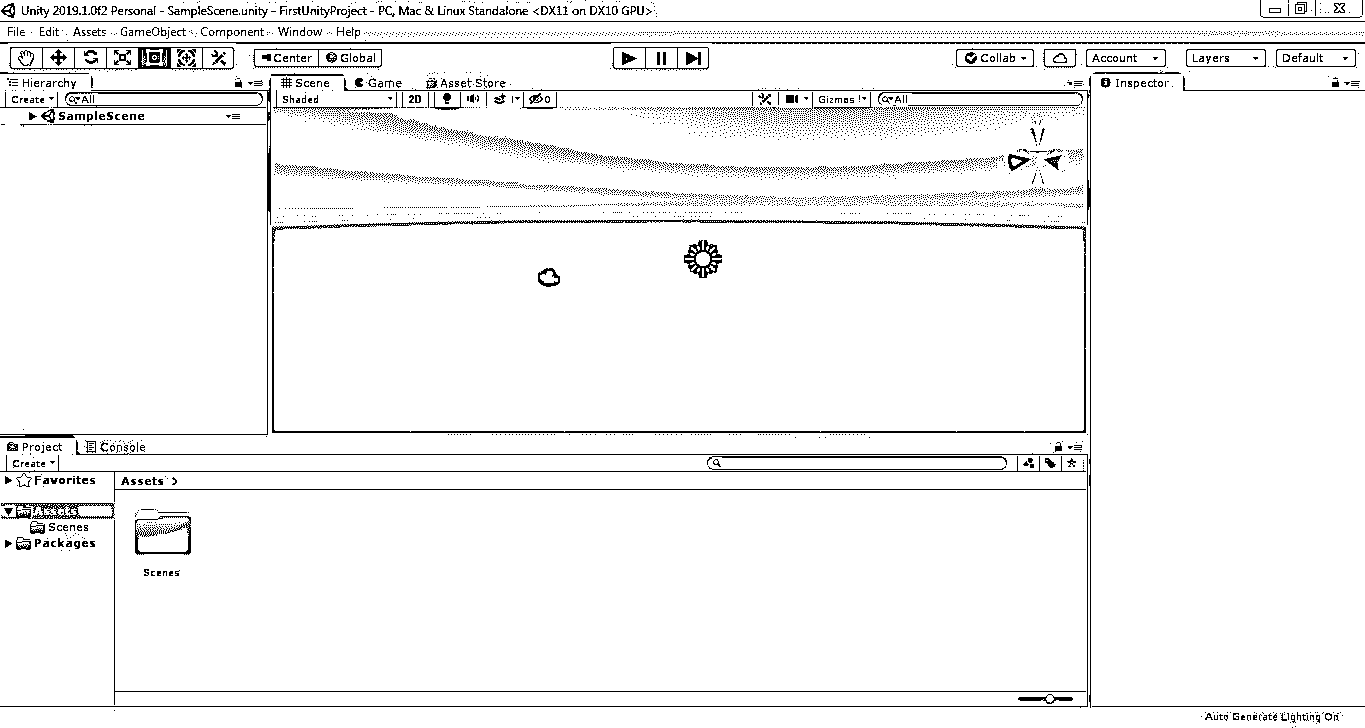 Unity 2019.1.0f2 Personal - SampleScene.unity - FirstUnityProject - PC, Mac & Linux Standalone <DX11 on DX10 GPU>
File Edit Assets GameObject Component Window Help
Center Global Collab Account Layers Default
Hierarchy Scene Game Asset Store Inspector
Create All Shaded 2D 0 Gizmos All
SampleScene
Project Console
Create
Favorites Assets >
Assets
Scenes
Packages
Scenes
Auto Generate Lighting On